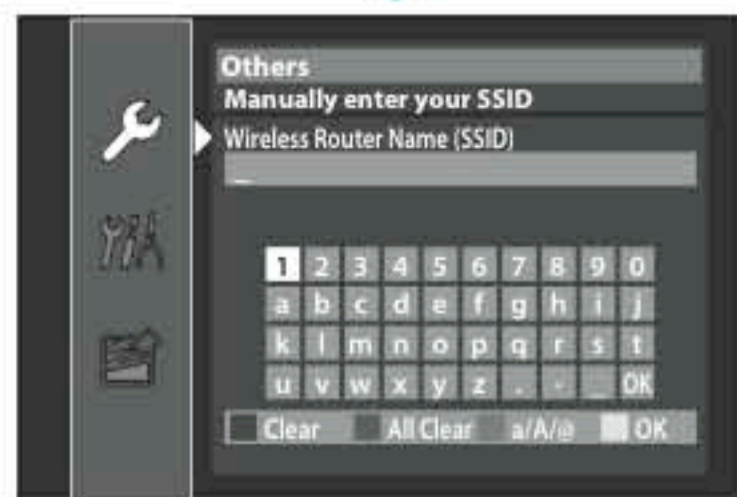 Others
Manually enter your SSID
Wireless Router Name (SSID)
_
1 2 3 4 5 6 7 8 9 0
a b c d e f g h i j
k l m n o p q r s t
u v w x y z . - _ OK
Clear All Clear a/A/@ OK